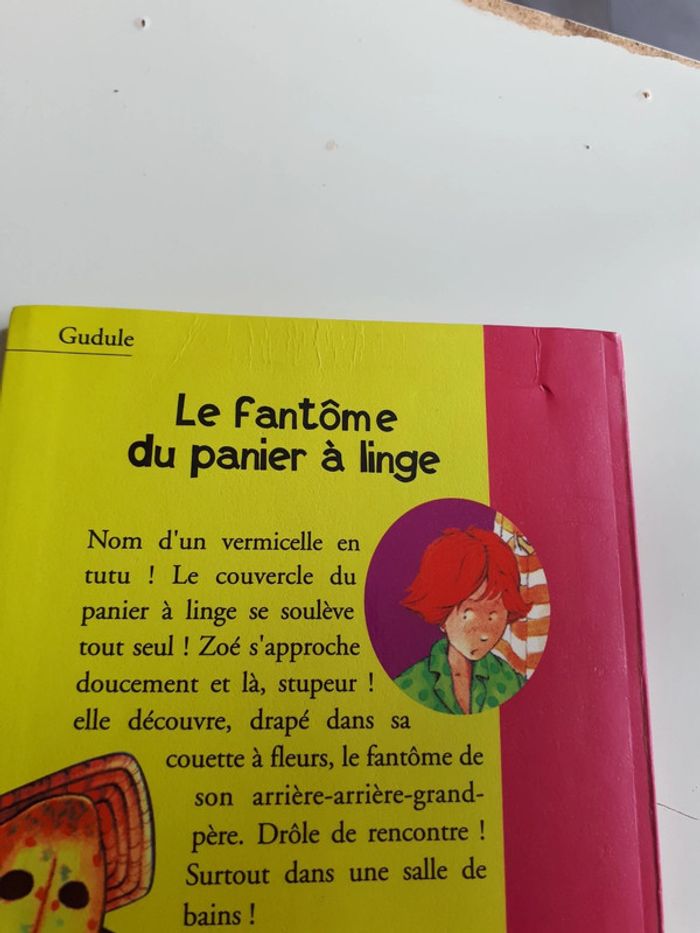 Gudule
Le fantôme
du panier à linge
Nom d'un vermicelle en
tutu ! Le couvercle du
panier à linge se soulève
tout seul ! Zoé s'approche
doucement et là, stupeur !
elle découvre, drapé dans sa
couette à fleurs, le fantôme de
son arrière-arrière-grand-
père. Drôle de rencontre !
Surtout dans une salle de
bains !